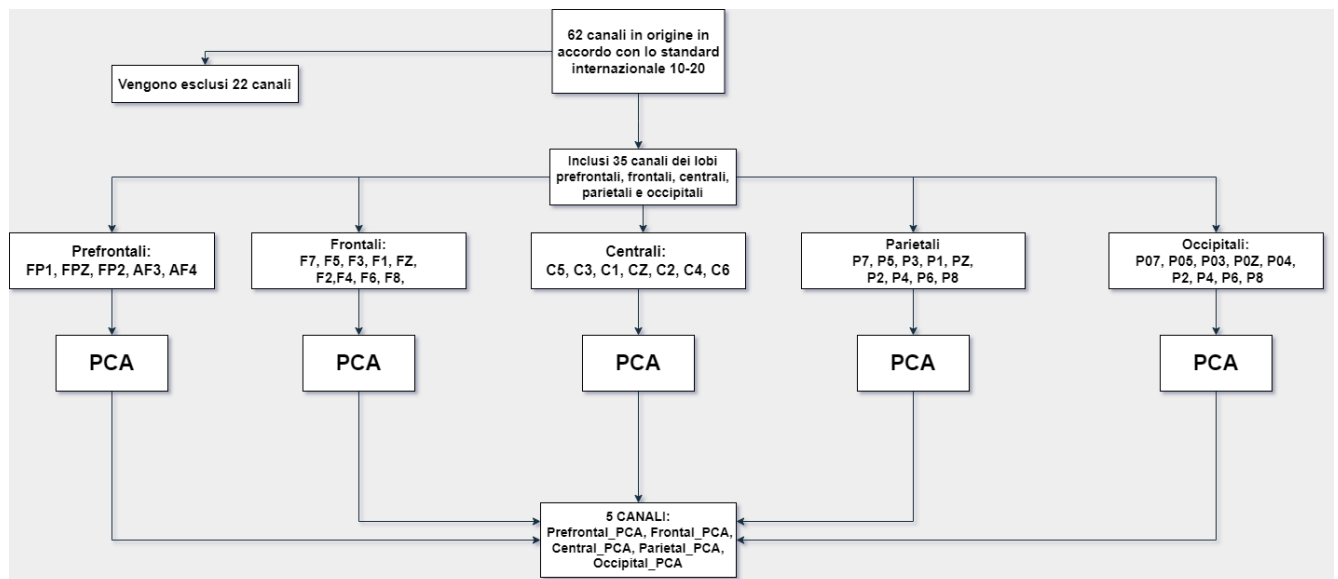 62 canali in origine in
accordo con lo standard
internazionale 10-20
Vengono esclusi 22 canali
Inclusi 35 canali dei lobi
prefrontali, frontali, centrali,
parietali e occipitali
Prefrontali:
FP1, FPZ, FP2, AF3, AF4
Frontali:
F7, F5, F3, F1, FZ,
F2,F4, F6, F8,
Centrali:
C5, C3, C1, CZ, C2, C4, C6
Parietali
P7, P5, P3, P1, PZ,
P2, P4, P6, P8
Occipitali:
P07, P05, P03, P0Z, P04,
P2, P4, P6, P8
PCA
PCA
PCA
PCA
PCA
5 CANALI:
Prefrontal_PCA, Frontal_PCA,
Central_PCA, Parietal_PCA,
Occipital_PCA